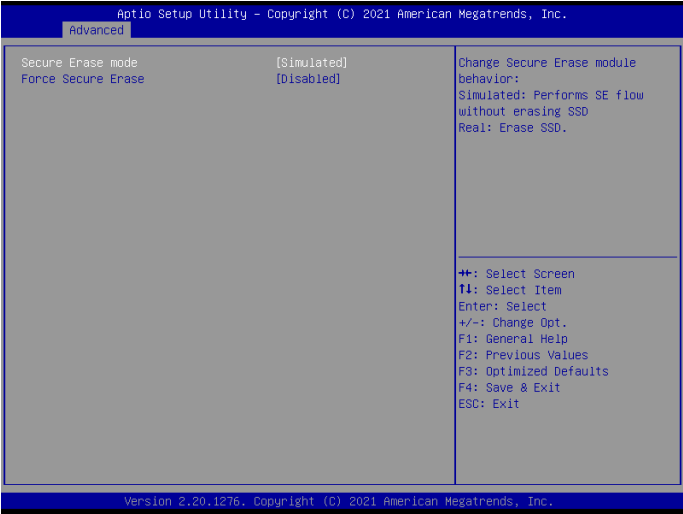 Aptio Setup Utility – Copyright (C) 2021 American Megatrends, Inc.
Advanced
Secure Erase mode [Simulated]
Force Secure Erase [Disabled]
Change Secure Erase module
behavior:
Simulated: Performs SE flow
without erasing SSD
Real: Erase SSD.
→←: Select Screen
↑↓: Select Item
Enter: Select
+/-: Change Opt.
F1: General Help
F2: Previous Values
F3: Optimized Defaults
F4: Save & Exit
ESC: Exit
Version 2.20.1276. Copyright (C) 2021 American Megatrends, Inc.